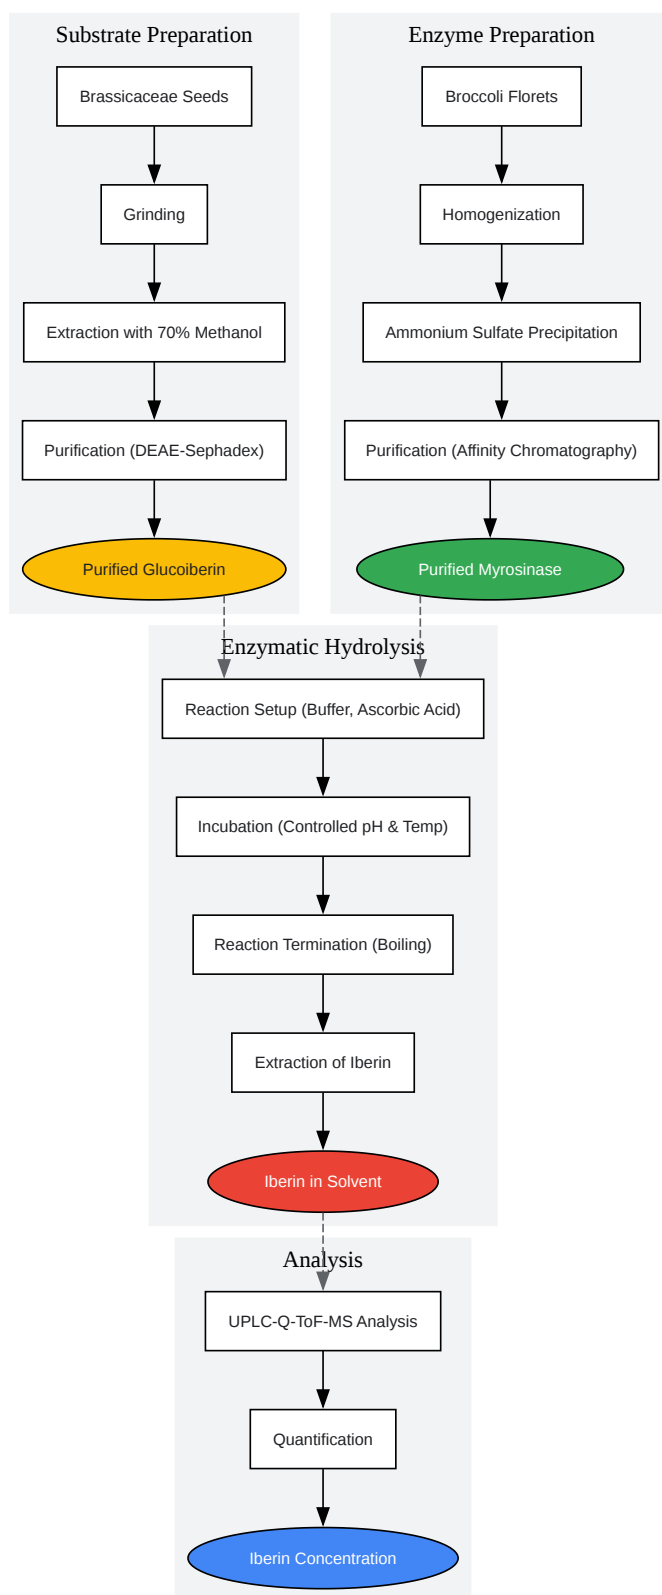 Substrate Preparation
Brassicaceae Seeds
Grinding
Extraction with 70% Methanol
Purification (DEAE-Sephadex)
Purified Glucoiberin
Enzyme Preparation
Broccoli Florets
Homogenization
Ammonium Sulfate Precipitation
Purification (Affinity Chromatography)
Purified Myrosinase
Enzymatic Hydrolysis
Reaction Setup (Buffer, Ascorbic Acid)
Incubation (Controlled pH & Temp)
Reaction Termination (Boiling)
Extraction of Iberin
Iberin in Solvent
Analysis
UPLC-Q-ToF-MS Analysis
Quantification
Iberin Concentration